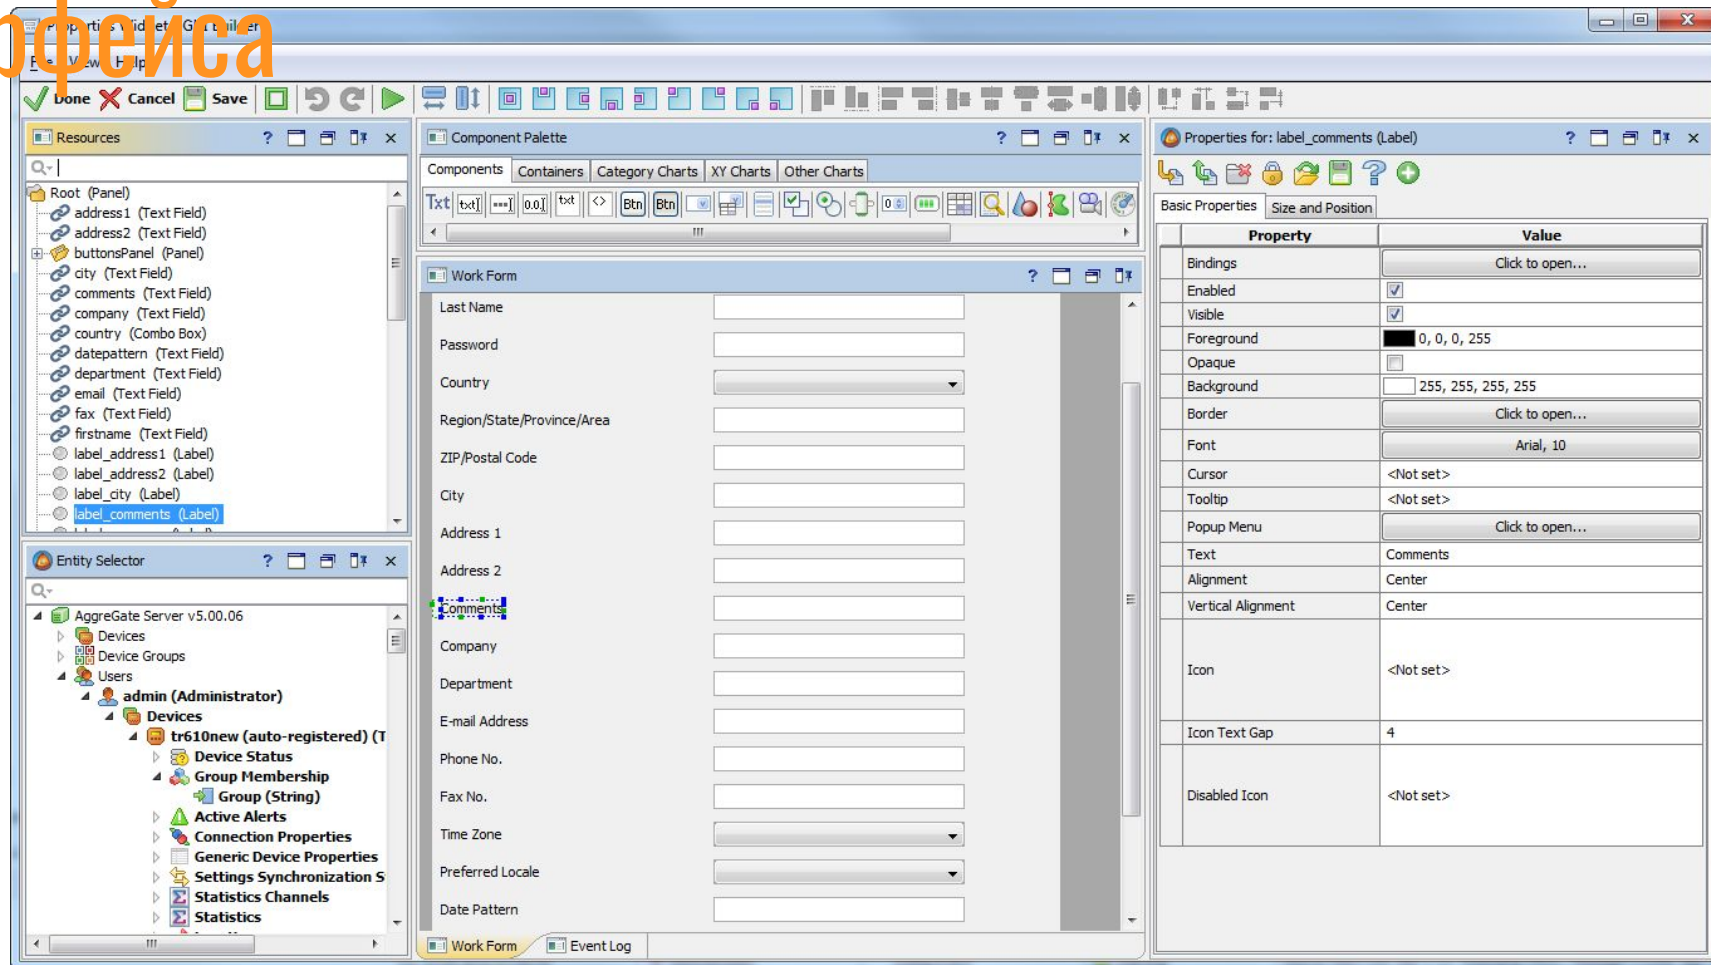 рфейса
Done Cancel Save
Resources
Root (Panel)
address1 (Text Field)
address2 (Text Field)
buttonsPanel (Panel)
city (Text Field)
comments (Text Field)
company (Text Field)
country (Combo Box)
datepattern (Text Field)
department (Text Field)
email (Text Field)
fax (Text Field)
firstname (Text Field)
label_address1 (Label)
label_address2 (Label)
label_city (Label)
label_comments (Label)
Entity Selector
AggreGate Server v5.00.06
Devices
Device Groups
Users
admin (Administrator)
Devices
tr610new (auto-registered) (T
Device Status
Group Membership
Group (String)
Active Alerts
Connection Properties
Generic Device Properties
Settings Synchronization S
Statistics Channels
Statistics
Component Palette
Components Containers Category Charts XY Charts Other Charts
Txt txt 0.0 txt <> Btn Btn
Work Form
Last Name
Password
Country
Region/State/Province/Area
ZIP/Postal Code
City
Address 1
Address 2
Comments
Company
Department
E-mail Address
Phone No.
Fax No.
Time Zone
Preferred Locale
Date Pattern
Work Form Event Log
Properties for: label_comments (Label)
Basic Properties Size and Position
Property Value
Bindings Click to open...
Enabled
Visible
Foreground 0, 0, 0, 255
Opaque
Background 255, 255, 255, 255
Border Click to open...
Font Arial, 10
Cursor <Not set>
Tooltip <Not set>
Popup Menu Click to open...
Text Comments
Alignment Center
Vertical Alignment Center
Icon <Not set>
Icon Text Gap 4
Disabled Icon <Not set>